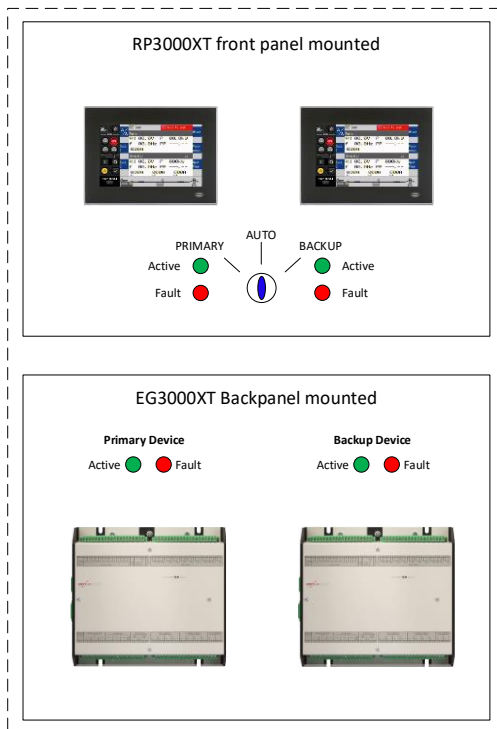 RP3000XT front panel mounted
AUTO
PRIMARY BACKUP
Active Active
Fault Fault
EG3000XT Backpanel mounted
Primary Device Backup Device
Active Fault Active Fault